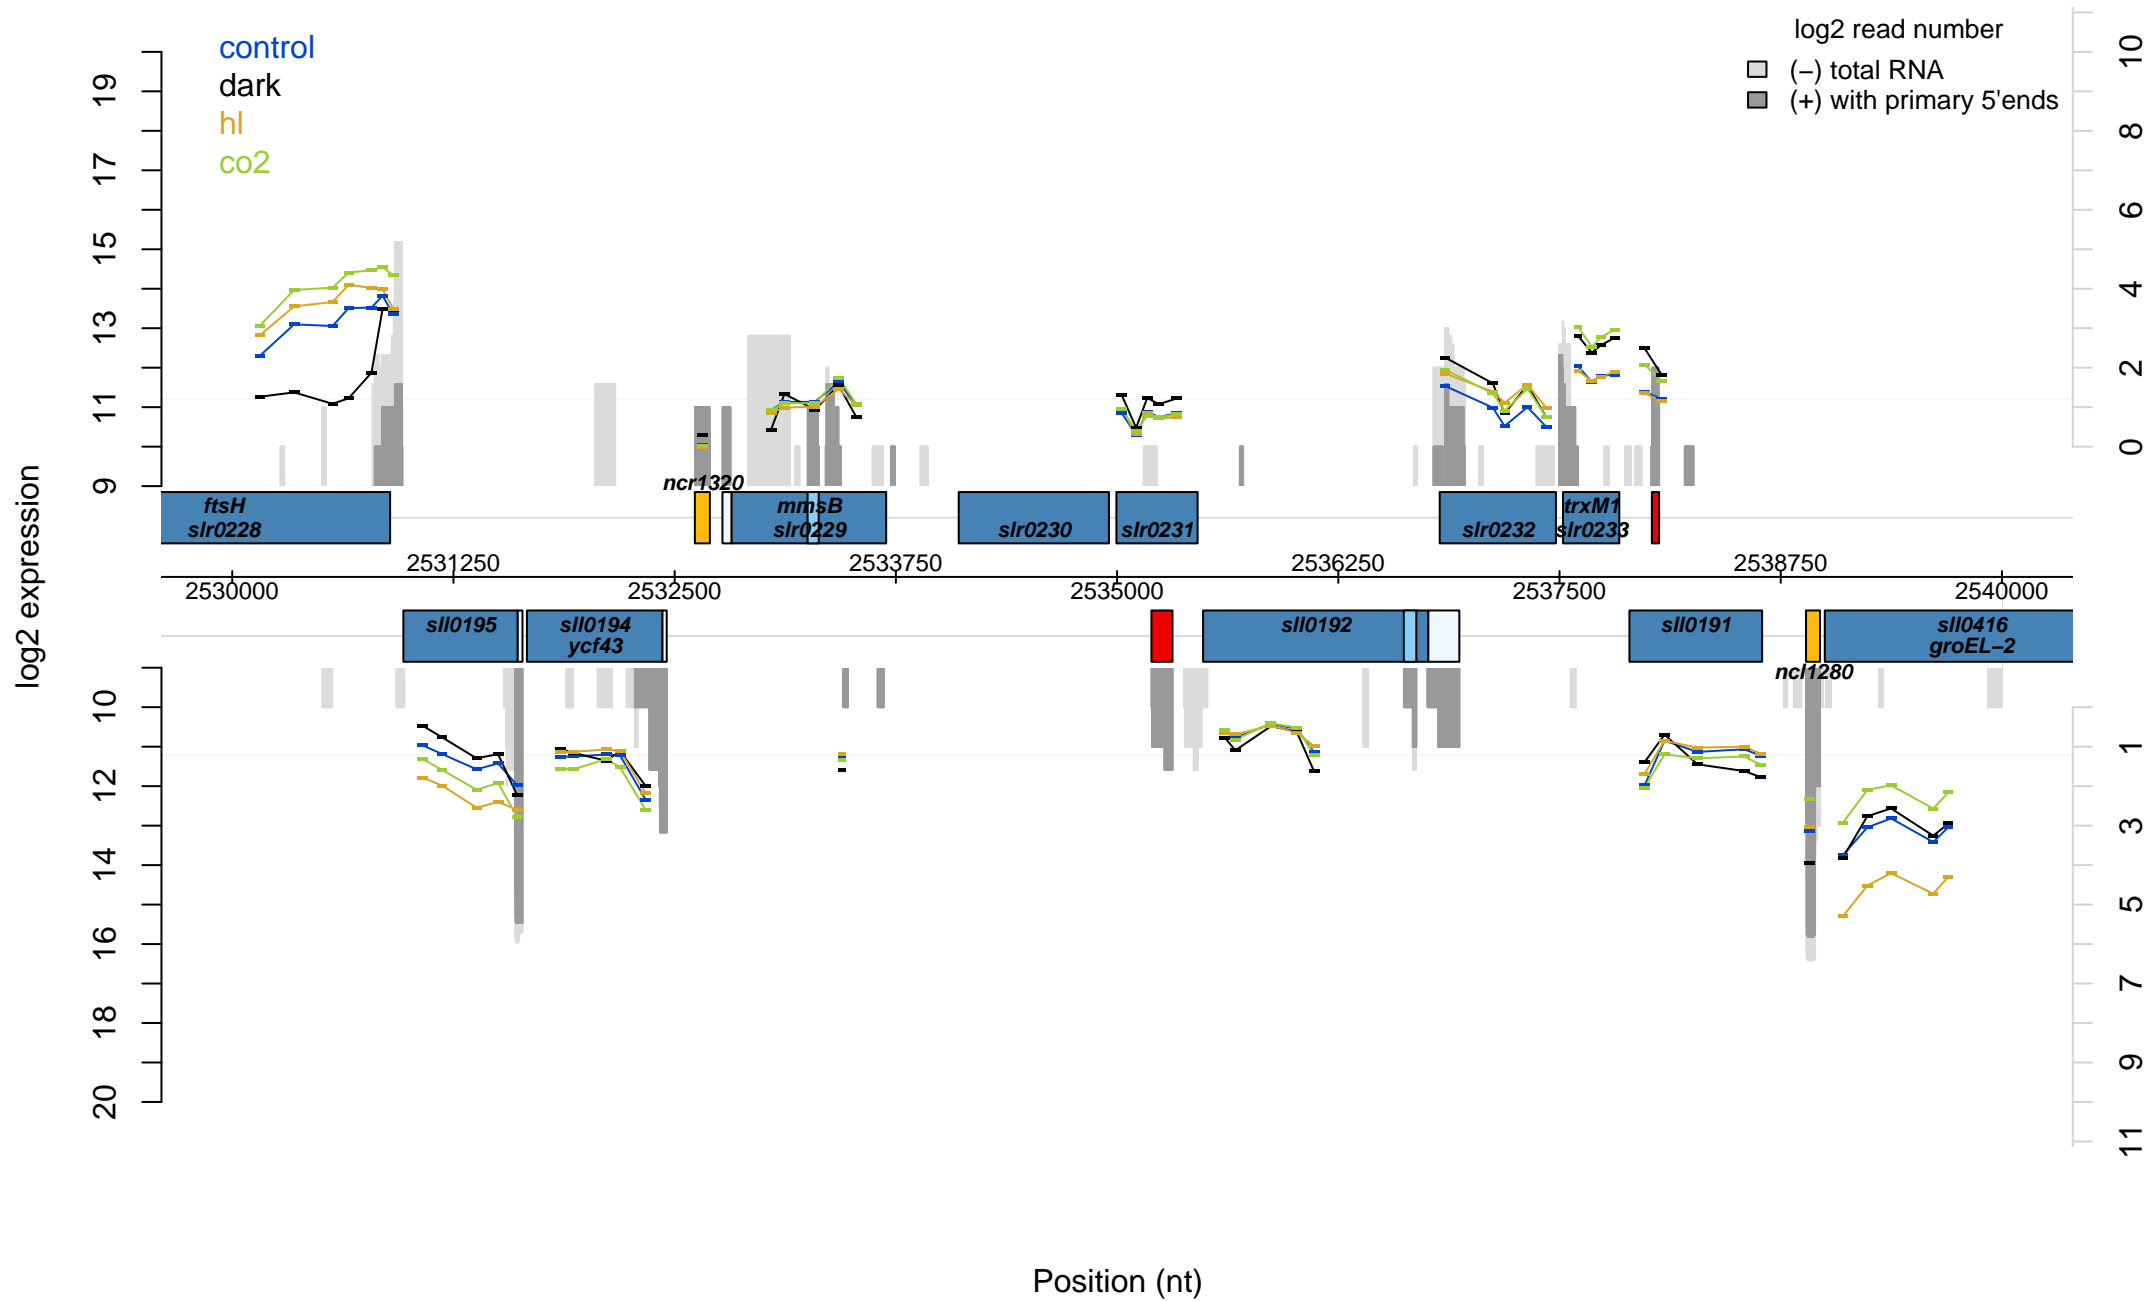 control
dark
hl
co2
log2 read number
(−) total RNA
(+) with primary 5'ends
19
17
15
13
11
9
10
8
6
4
2
0
log2 expression
ncr1320
ftsH
slr0228
mmsB
slr0229
slr0230
slr0231
slr0232
trxM1
slr0233
2531250
2533750
2536250
2538750
2530000
2532500
2535000
2537500
2540000
sll0195
sll0194
ycf43
sll0192
sll0191
sll0416
groEL−2
ncl1280
10
12
14
16
18
20
1
3
5
7
9
11
Position (nt)